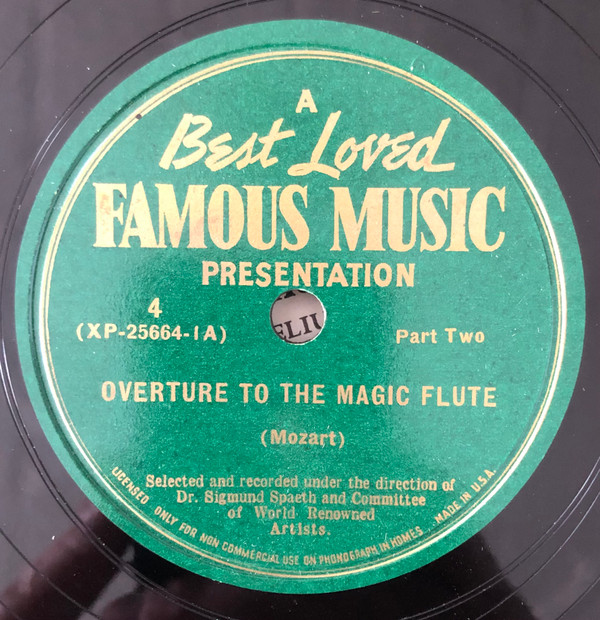 A
Best Loved
FAMOUS MUSIC
PRESENTATION
4
(XP-25664-1A)
Part Two
ELIU
OVERTURE TO THE MAGIC FLUTE
(Mozart)
Selected and recorded under the direction of
Dr. Sigmund Spaeth and Committee
of World Renowned
Artists.
LICENSED ONLY FOR NON COMMERCIAL USE ON PHONOGRAPH IN HOMES MADE IN U.S.A.